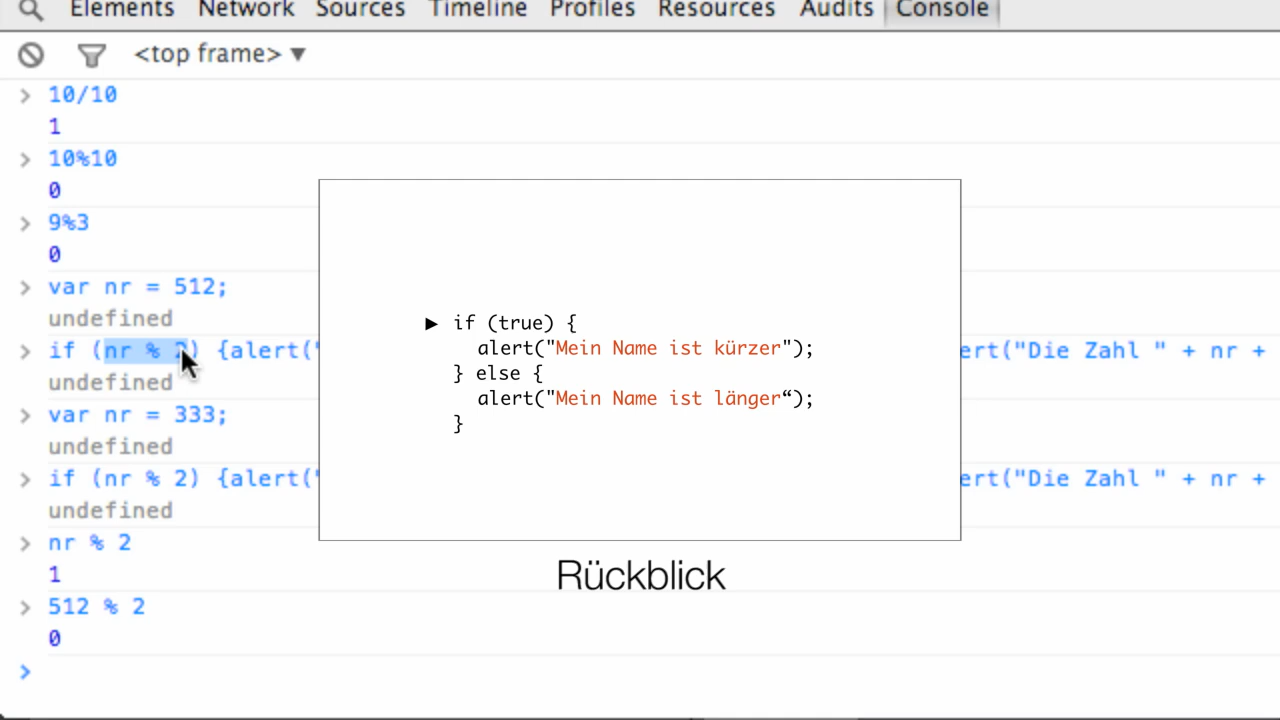 Elements Network Sources Timeline Profiles Resources Audits Console
<top frame> ▼
> 10/10
1
> 10%10
0
> 9%3
0
> var nr = 512;
undefined
> if (nr % 2) {alert(" ert("Die Zahl " + nr +
undefined
> var nr = 333;
undefined
> if (nr % 2) {alert(" ert("Die Zahl " + nr +
undefined
> nr % 2
1
> 512 % 2
0
>
▶ if (true) {
alert("Mein Name ist kürzer");
} else {
alert("Mein Name ist länger“);
}
Rückblick